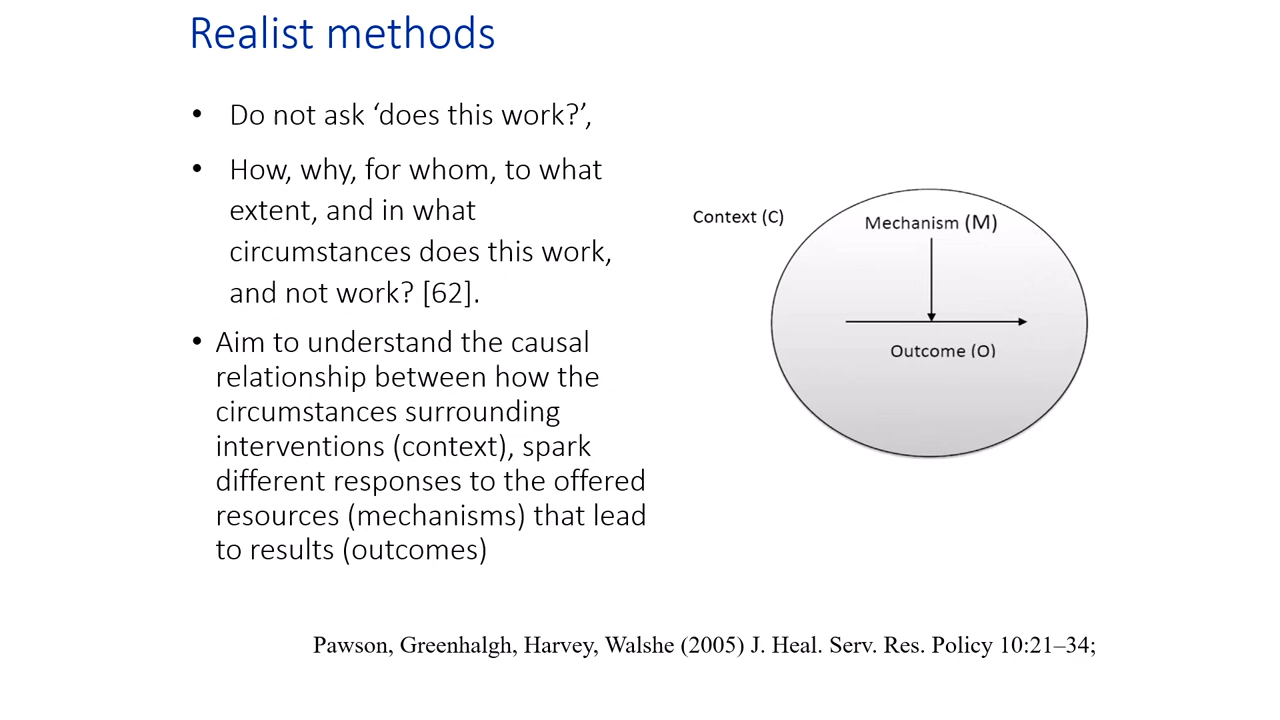 Realist methods
• Do not ask ‘does this work?’,
• How, why, for whom, to what
extent, and in what
circumstances does this work,
and not work? [62].
• Aim to understand the causal
relationship between how the
circumstances surrounding
interventions (context), spark
different responses to the offered
resources (mechanisms) that lead
to results (outcomes)
Context (C)
Mechanism (M)
Outcome (O)
Pawson, Greenhalgh, Harvey, Walshe (2005) J. Heal. Serv. Res. Policy 10:21–34;